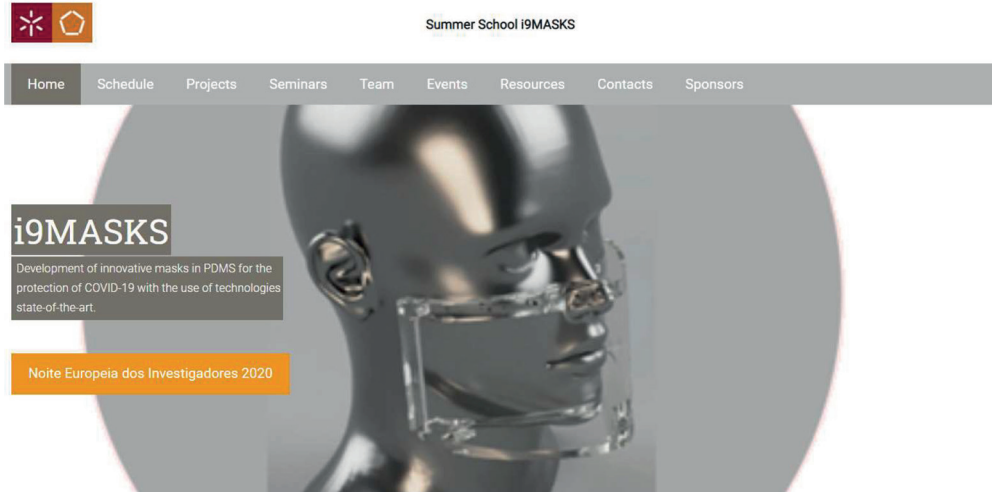 Summer School i9MASKS
Home Schedule Projects Seminars Team Events Resources Contacts Sponsors
i9MASKS
Development of innovative masks in PDMS for the
protection of COVID-19 with the use of technologies
state-of-the-art.
Noite Europeia dos Investigadores 2020